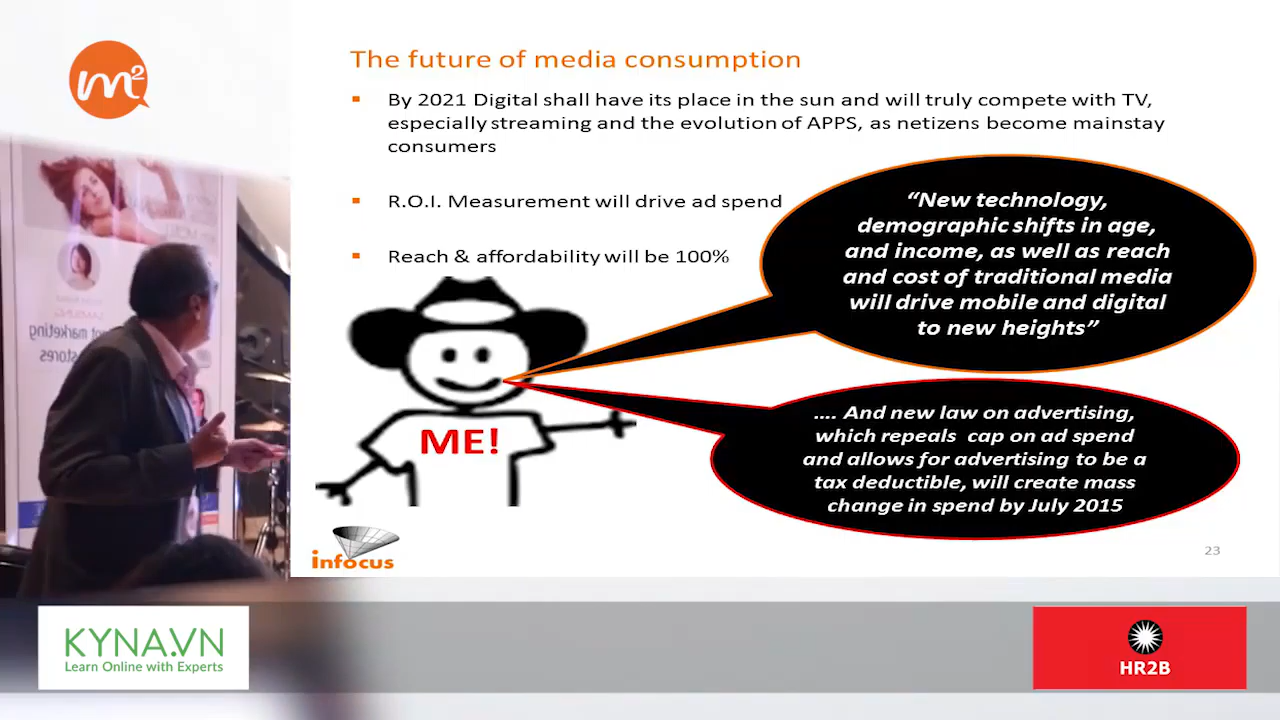 m²
The future of media consumption
By 2021 Digital shall have its place in the sun and will truly compete with TV,
especially streaming and the evolution of APPS, as netizens become mainstay
consumers
R.O.I. Measurement will drive ad spend
Reach & affordability will be 100%
“New technology,
demographic shifts in age,
and income, as well as reach
and cost of traditional media
will drive mobile and digital
to new heights”
ME!
.... And new law on advertising,
which repeals cap on ad spend
and allows for advertising to be a
tax deductible, will create mass
change in spend by July 2015
infocus
23
marketing
stores
KYNA.VN
Learn Online with Experts
HR2B